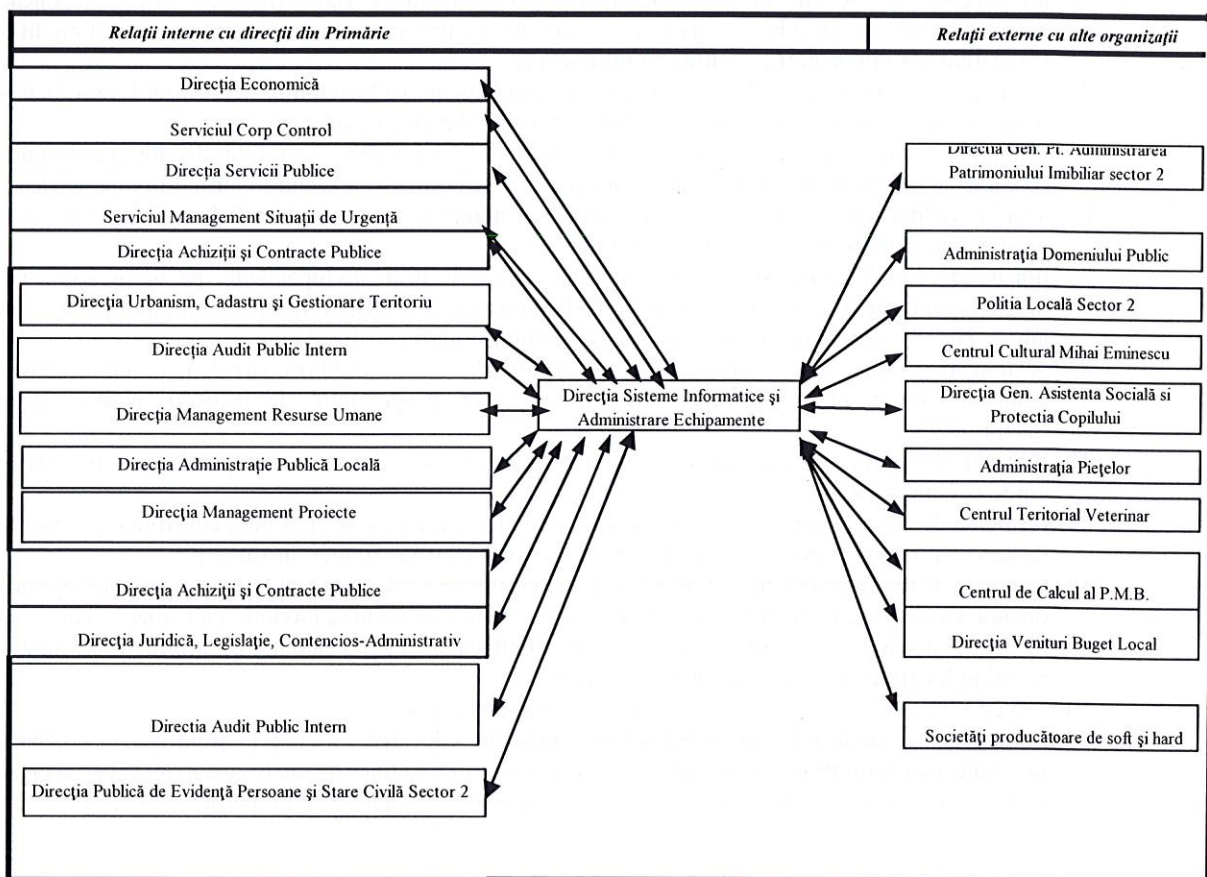 Relații interne cu direcții din Primărie
Relații externe cu alte organizații
Direcția Economică
Serviciul Corp Control
Direcția Servicii Publice
Serviciul Management Situații de Urgență
Direcția Achiziții și Contracte Publice
Direcția Urbanism, Cadastru și Gestionare Teritoriu
Direcția Audit Public Intern
Direcția Management Resurse Umane
Direcția Administrație Publică Locală
Direcția Management Proiecte
Direcția Achiziții și Contracte Publice
Direcția Juridică, Legislație, Contencios-Administrativ
Directia Audit Public Intern
Direcția Publică de Evidență Persoane și Stare Civilă Sector 2
Direcția Sisteme Informatice și
Administrare Echipamente
Directia Gen. Pt. Administrarea
Patrimoniului Imibiliar sector 2
Administrația Domeniului Public
Politia Locală Sector 2
Centrul Cultural Mihai Eminescu
Direcția Gen. Asistenta Socială si
Protectia Copilului
Administrația Piețelor
Centrul Teritorial Veterinar
Centrul de Calcul al P.M.B.
Direcția Venituri Buget Local
Societăți producătoare de soft și hard